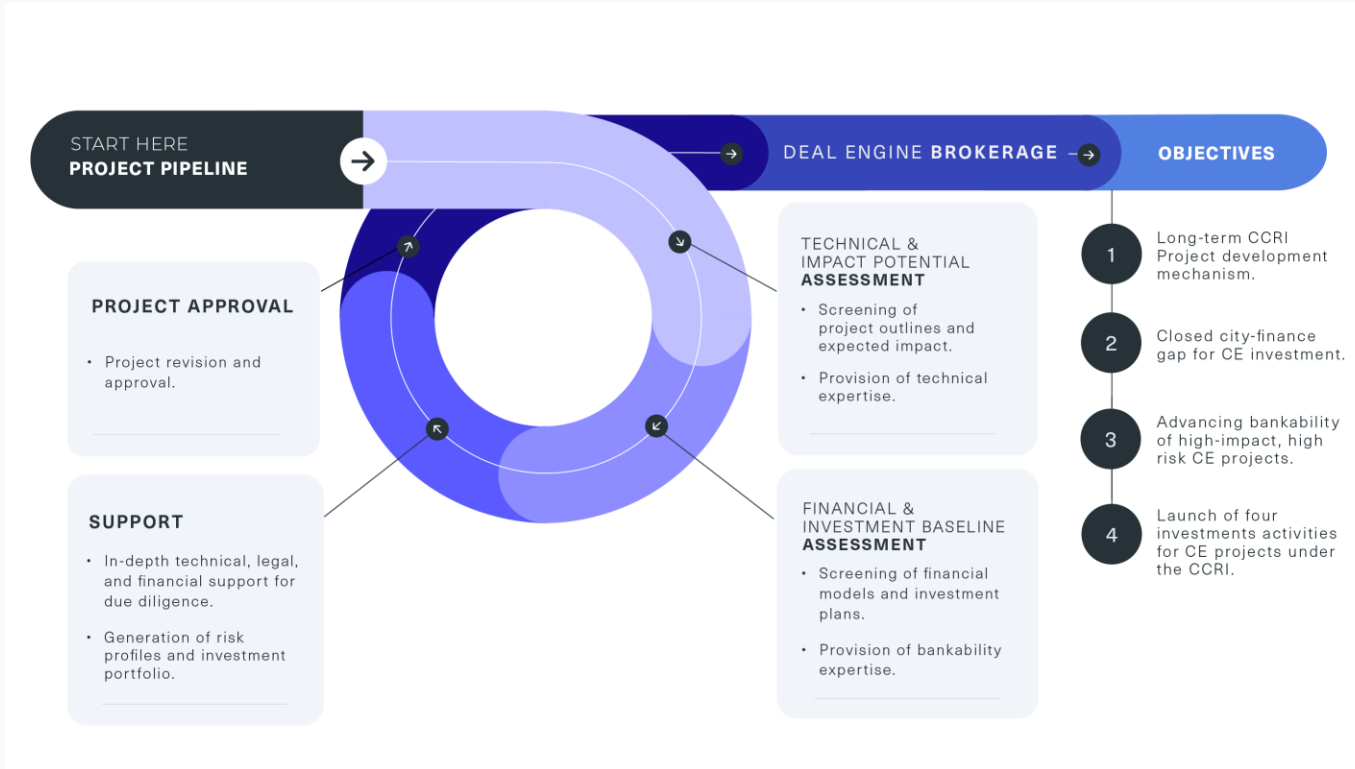 START HERE
PROJECT PIPELINE
DEAL ENGINE BROKERAGE
OBJECTIVES
TECHNICAL &
IMPACT POTENTIAL
ASSESSMENT
• Screening of
project outlines and
expected impact.
• Provision of technical
expertise.
FINANCIAL &
INVESTMENT BASELINE
ASSESSMENT
• Screening of financial
models and investment
plans.
• Provision of bankability
expertise.
SUPPORT
• In-depth technical, legal,
and financial support for
due diligence.
• Generation of risk
profiles and investment
portfolio.
PROJECT APPROVAL
• Project revision and
approval.
1
Long-term CCRI
Project development
mechanism.
2
Closed city-finance
gap for CE investment.
3
Advancing bankability
of high-impact, high
risk CE projects.
4
Launch of four
investments activities
for CE projects under
the CCRI.